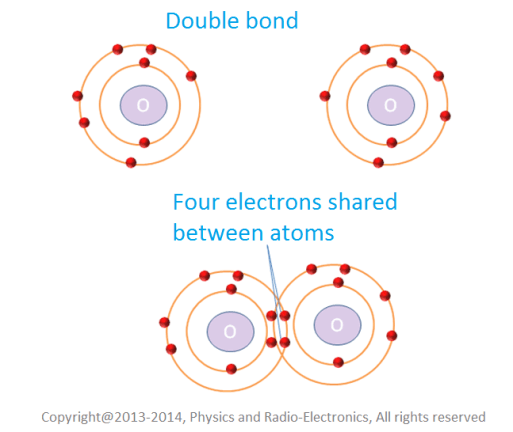 Double bond
O
O
Four electrons shared
between atoms
O
O
Copyright@2013-2014, Physics and Radio-Electronics, All rights reserved